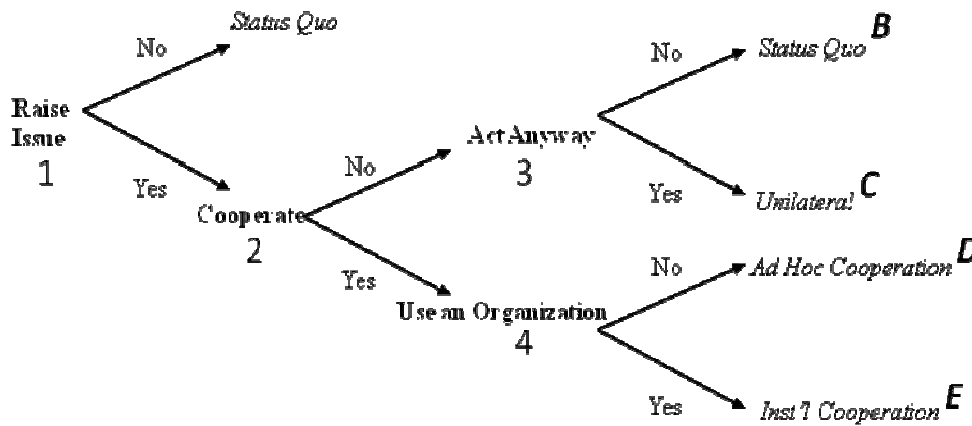 Status Quo
No
Raise
Issue
1
Yes
Cooperate
2
No
Act Anyway
3
No
Status Quo B
Yes
Unilateral C
Yes
Use an Organization
4
No
Ad Hoc Cooperation D
Yes
Inst'l Cooperation E